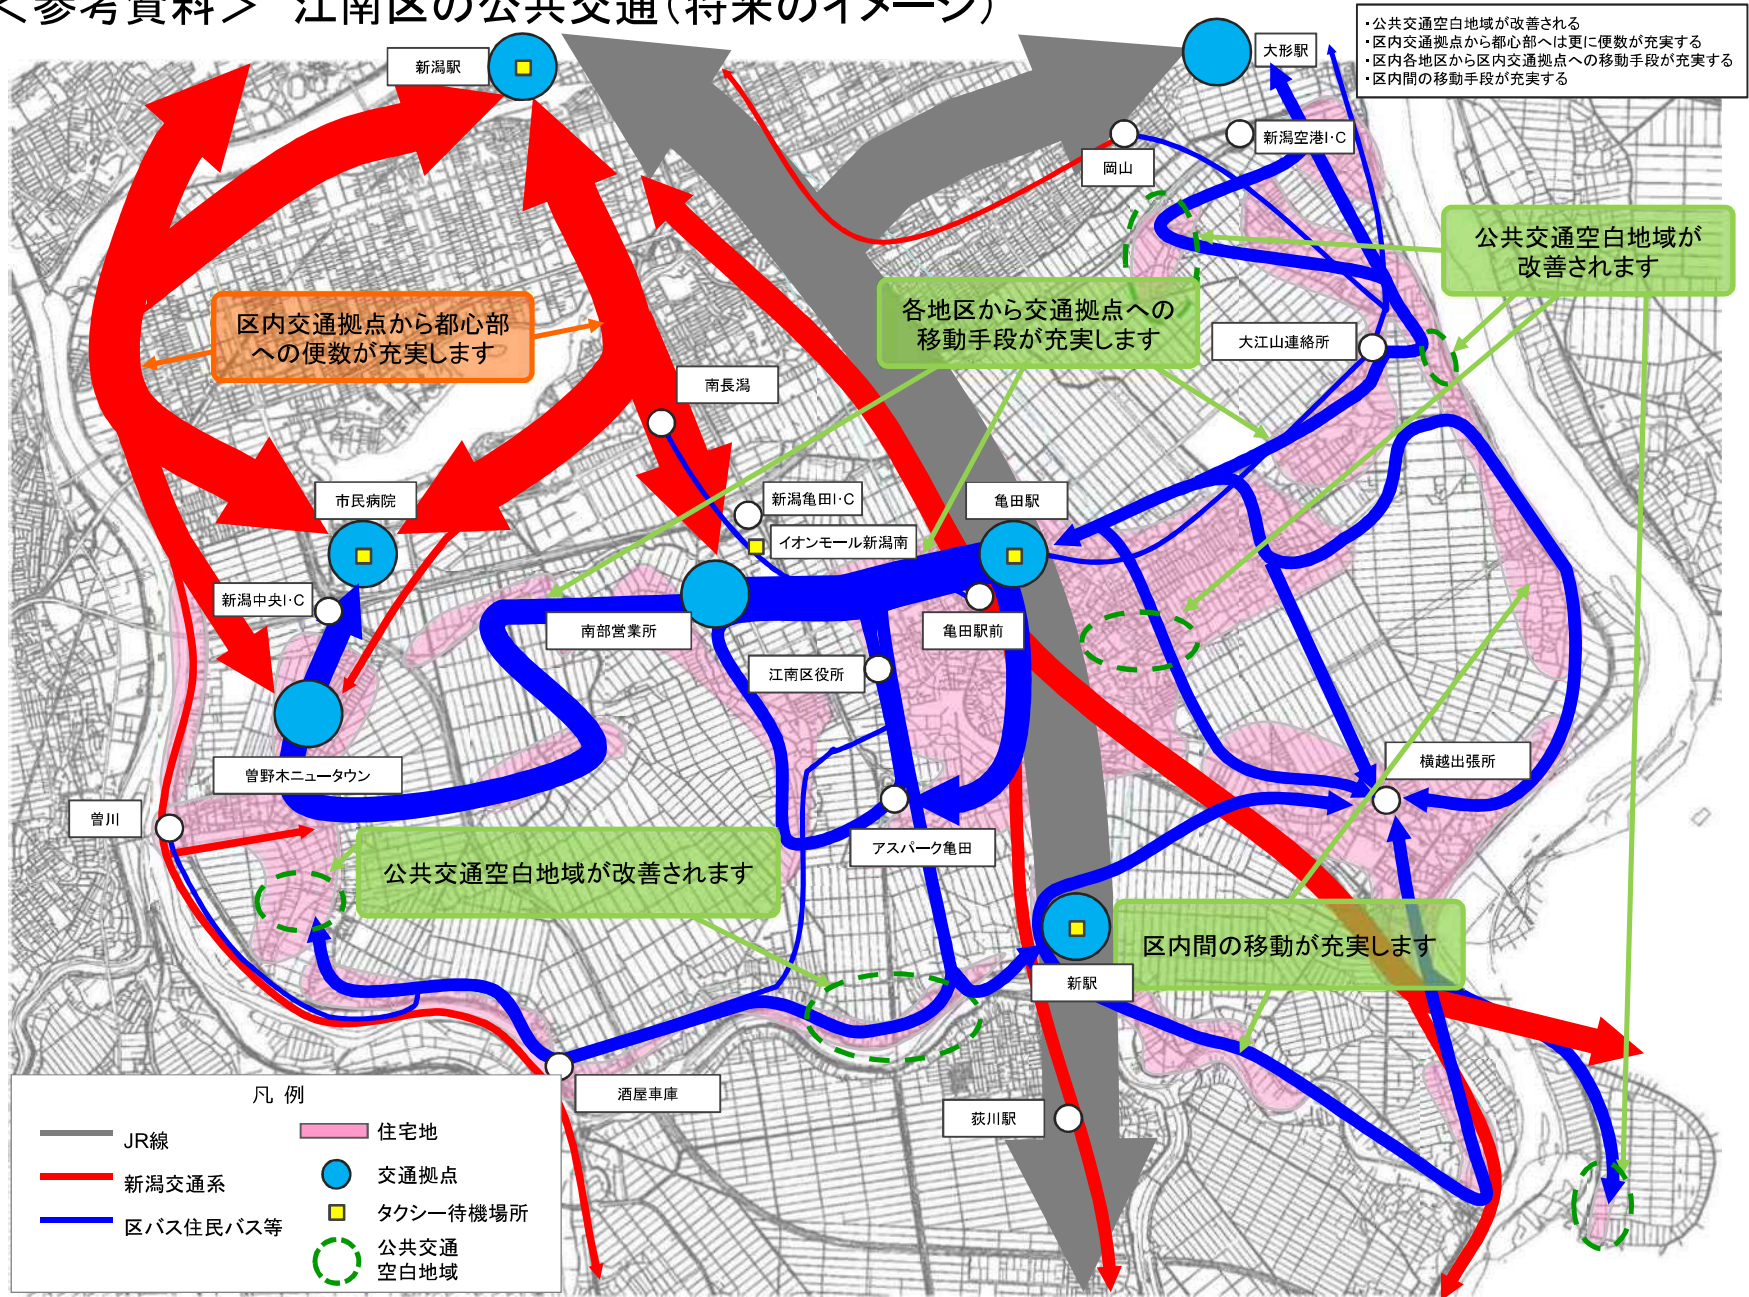 <参考資料> 江南区の公共交通(将来のイメージ)
・公共交通空白地域が改善される
・区内交通拠点から都心部へは更に便数が充実する
・区内各地区から区内交通拠点への移動手段が充実する
・区内間の移動手段が充実する
新潟駅
大形駅
新潟空港I・C
岡山
公共交通空白地域が
改善されます
区内交通拠点から都心部
への便数が充実します
各地区から交通拠点への
移動手段が充実します
大江山連絡所
南長潟
市民病院
新潟亀田I・C
亀田駅
イオンモール新潟南
新潟中央I・C
南部営業所
亀田駅前
江南区役所
曽野木ニュータウン
横越出張所
曽川
アスパーク亀田
公共交通空白地域が改善されます
区内間の移動が充実します
新駅
酒屋車庫
荻川駅
凡 例
JR線
新潟交通系
区バス住民バス等
住宅地
交通拠点
タクシー待機場所
公共交通
空白地域